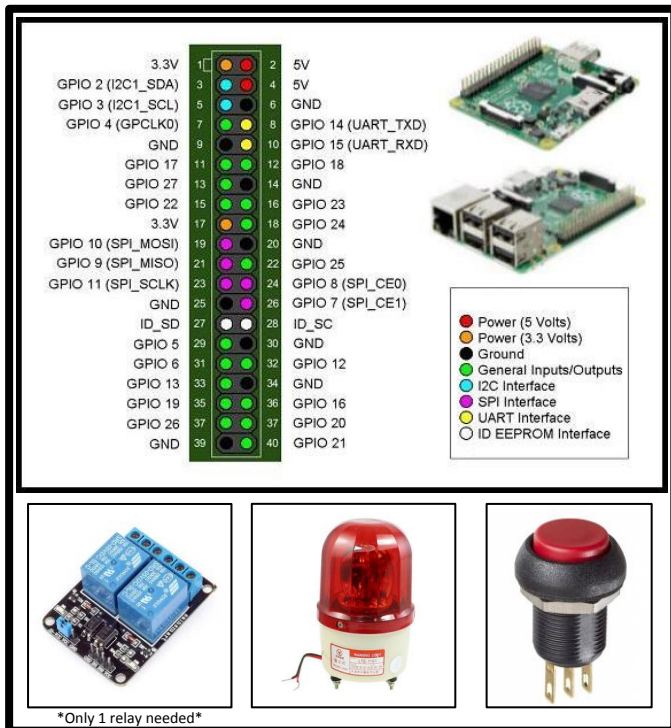 3.3V 1 2 5V
GPIO 2 (I2C1_SDA) 3 4 5V
GPIO 3 (I2C1_SCL) 5 6 GND
GPIO 4 (GPCLK0) 7 8 GPIO 14 (UART_TXD)
GND 9 10 GPIO 15 (UART_RXD)
GPIO 17 11 12 GPIO 18
GPIO 27 13 14 GND
GPIO 22 15 16 GPIO 23
3.3V 17 18 GPIO 24
GPIO 10 (SPI_MOSI) 19 20 GND
GPIO 9 (SPI_MISO) 21 22 GPIO 25
GPIO 11 (SPI_SCLK) 23 24 GPIO 8 (SPI_CE0)
GND 25 26 GPIO 7 (SPI_CE1)
ID_SD 27 28 ID_SC
GPIO 5 29 30 GND
GPIO 6 31 32 GPIO 12
GPIO 13 33 34 GND
GPIO 19 35 36 GPIO 16
GPIO 26 37 37 GPIO 20
GND 39 40 GPIO 21
Power (5 Volts)
Power (3.3 Volts)
Ground
General Inputs/Outputs
I2C Interface
SPI Interface
UART Interface
ID EEPROM Interface
*Only 1 relay needed*